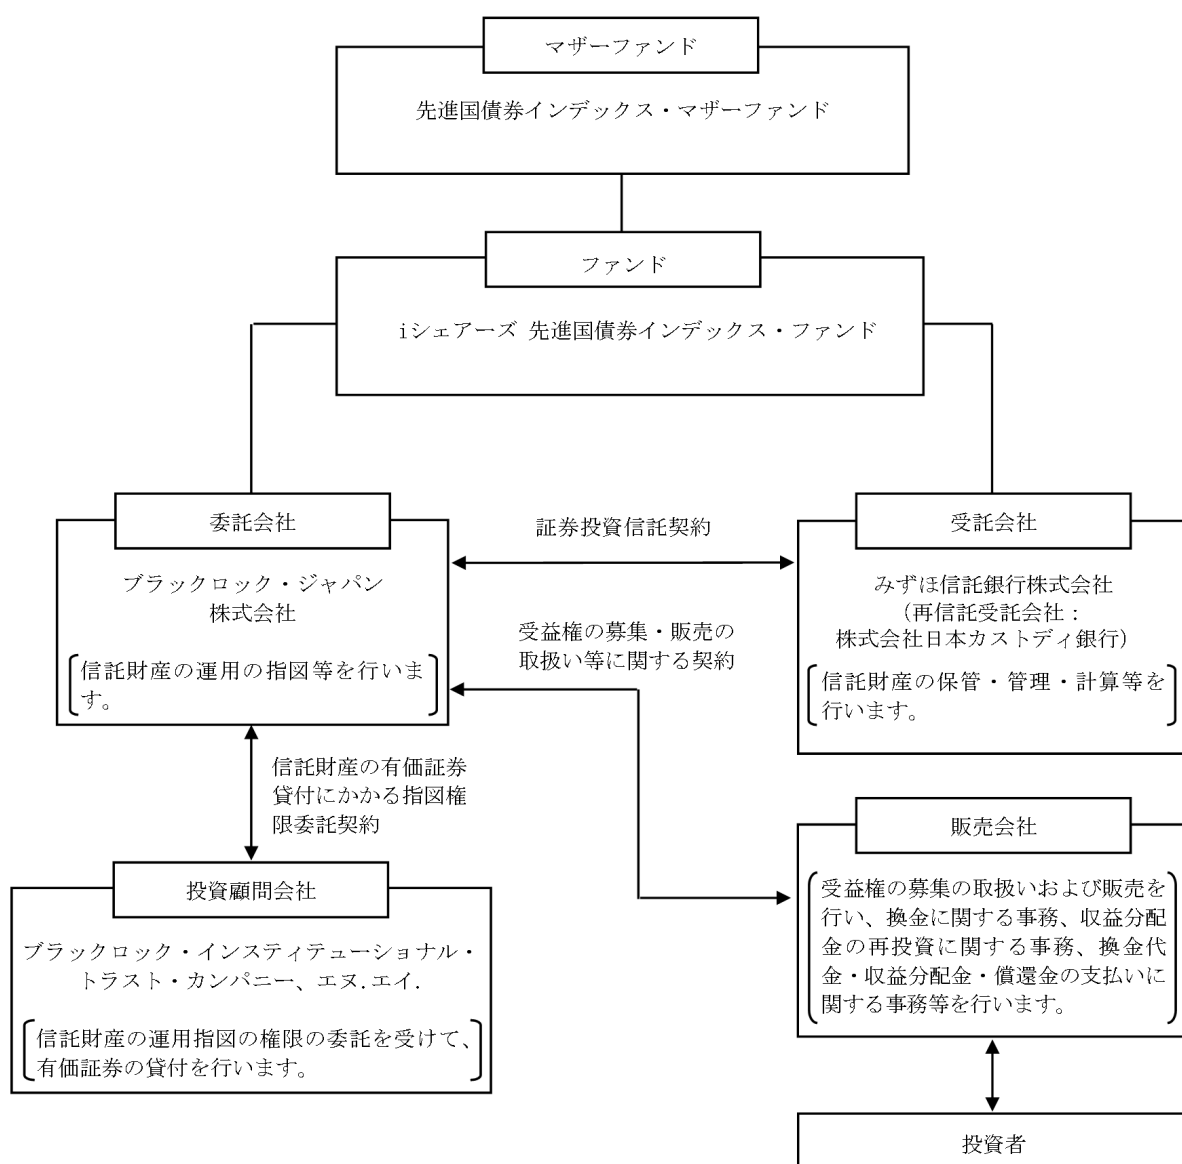 マザーファンド
先進国債券インデックス・マザーファンド
ファンド
iシェアーズ 先進国債券インデックス・ファンド
委託会社
ブラックロック・ジャパン
株式会社
信託財産の運用の指図等を行いま
す。
証券投資信託契約
受益権の募集・販売の
取扱い等に関する契約
受託会社
みずほ信託銀行株式会社
（再信託受託会社：
株式会社日本カストディ銀行）
信託財産の保管・管理・計算等を
行います。
信託財産の有価証券
貸付にかかる指図権
限委託契約
投資顧問会社
ブラックロック・インスティテューショナル・
トラスト・カンパニー、エヌ.エイ.
信託財産の運用指図の権限の委託を受けて、
有価証券の貸付を行います。
販売会社
受益権の募集の取扱いおよび販売を
行い、換金に関する事務、収益分配
金の再投資に関する事務、換金代
金・収益分配金・償還金の支払いに
関する事務等を行います。
投資者